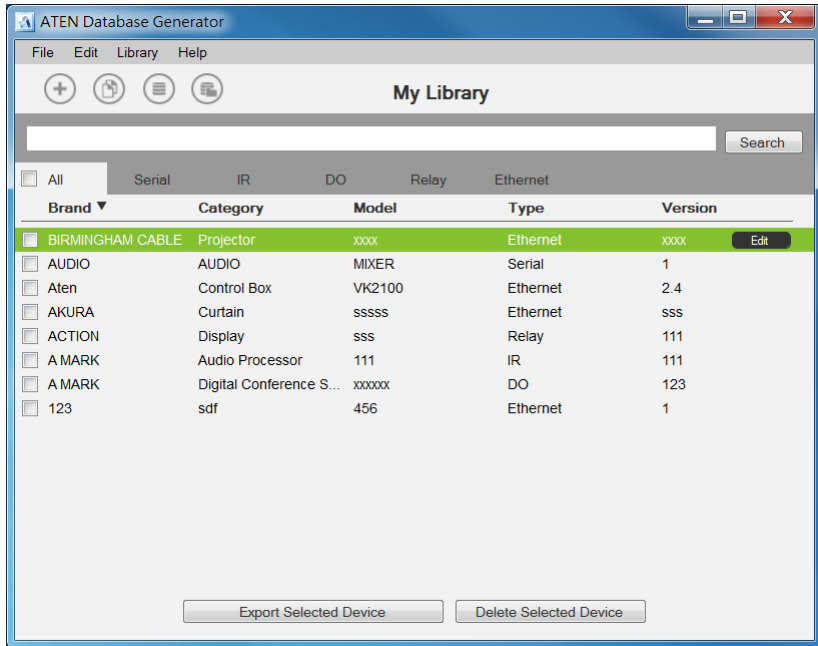 ATEN Database Generator
File Edit Library Help
My Library
Search
All Serial IR DO Relay Ethernet
Brand ▼ Category Model Type Version
BIRMINGHAM CABLE Projector xxxx Ethernet xxxx Edit
AUDIO AUDIO MIXER Serial 1
Aten Control Box VK2100 Ethernet 2.4
AKURA Curtain sssss Ethernet sss
ACTION Display sss Relay 111
A MARK Audio Processor 111 IR 111
A MARK Digital Conference S... xxxxxx DO 123
123 sdf 456 Ethernet 1
Export Selected Device Delete Selected Device